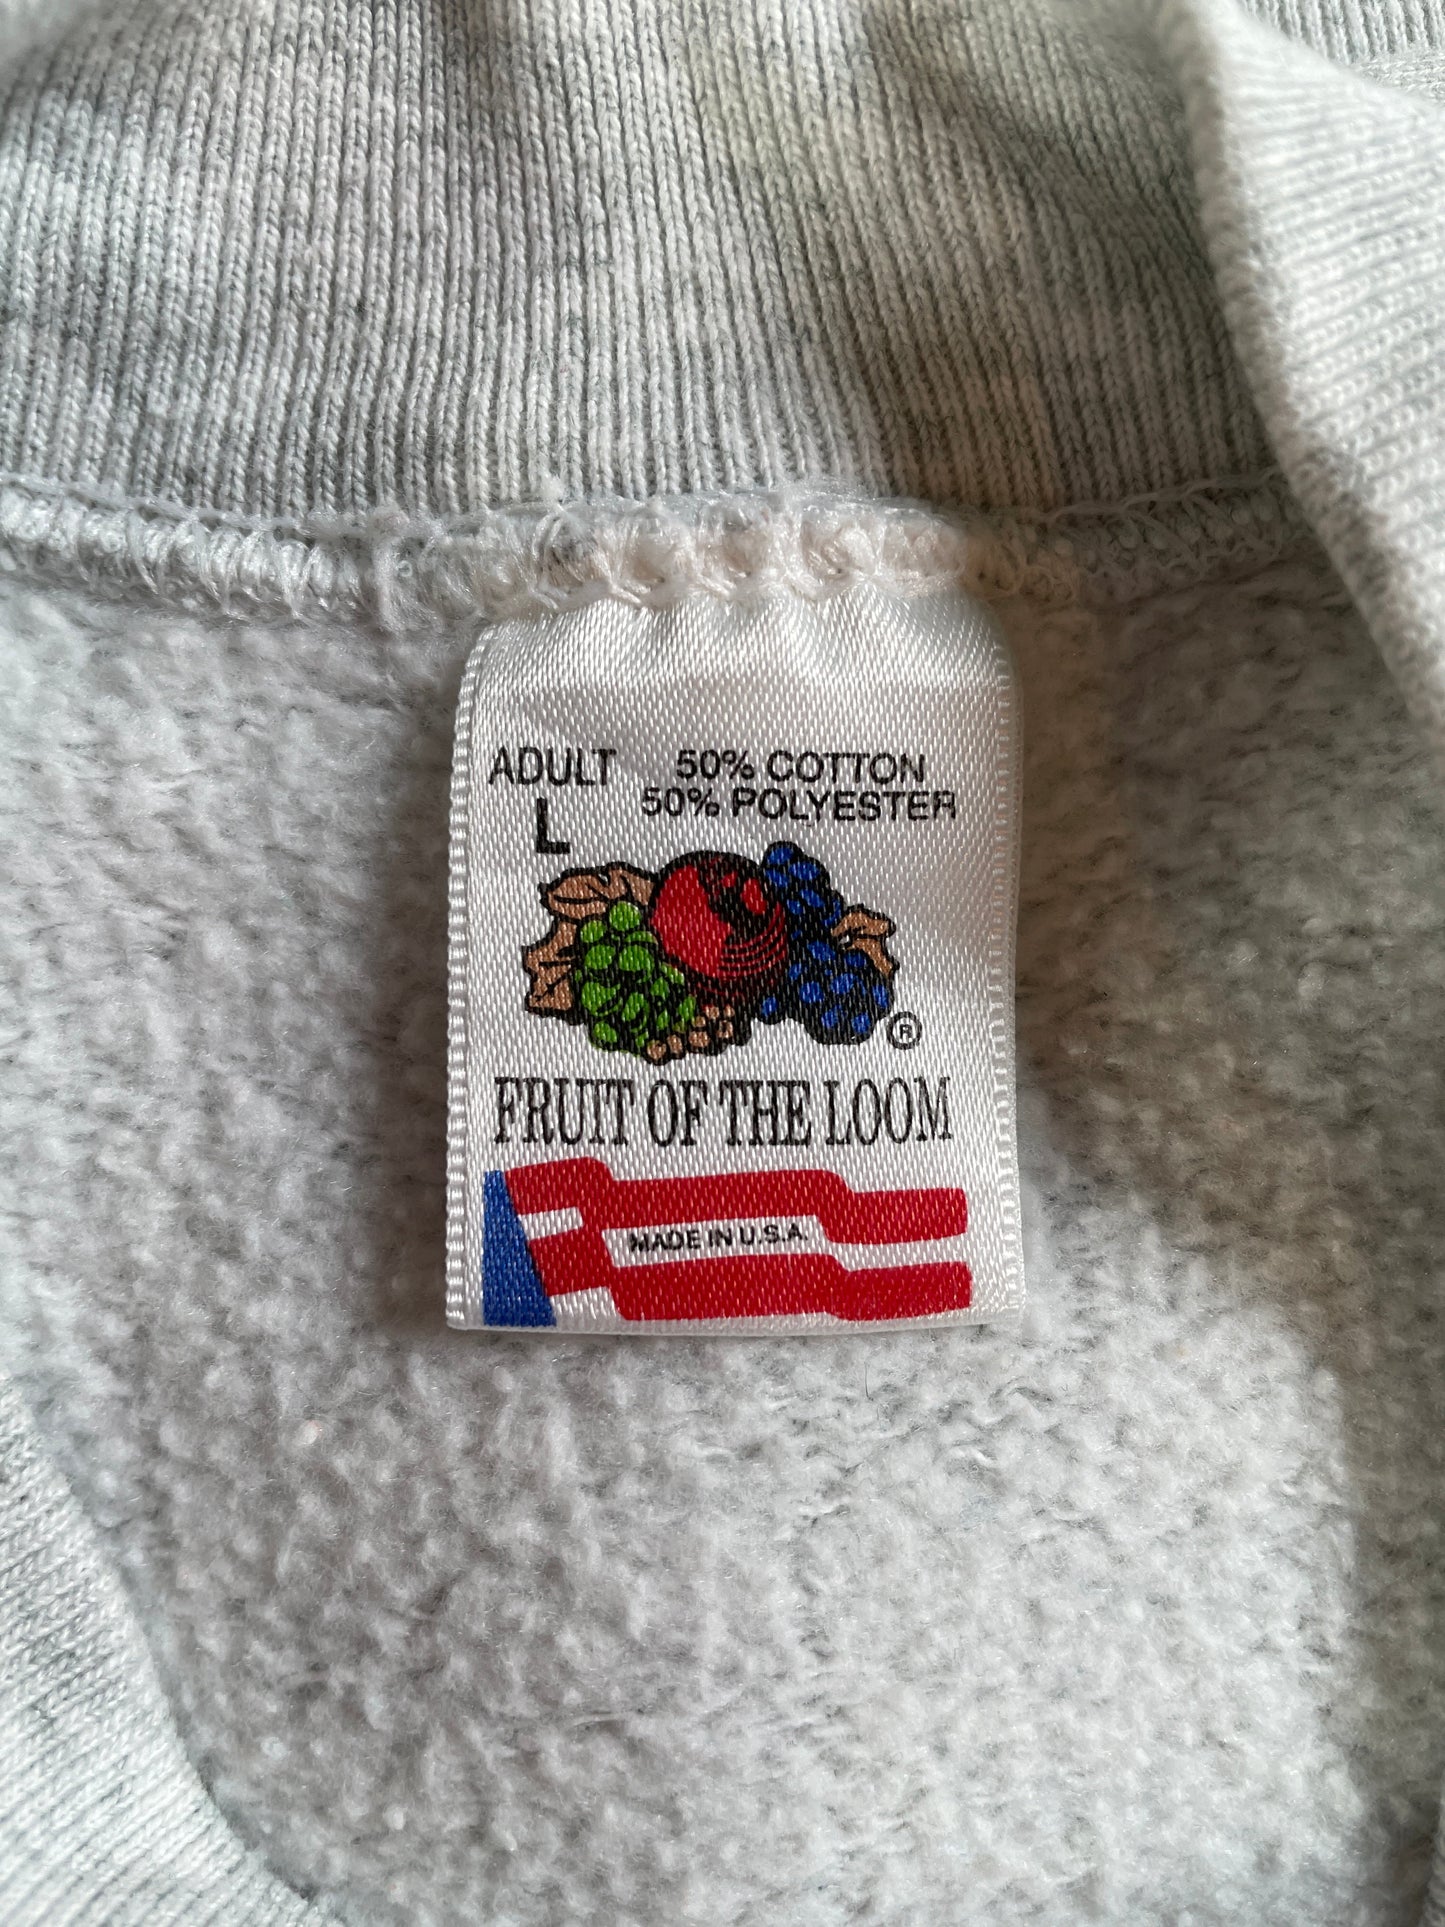 ADULT
L
50% COTTON
50% POLYESTER
®
FRUIT OF THE LOOM
MADE IN U.S.A.